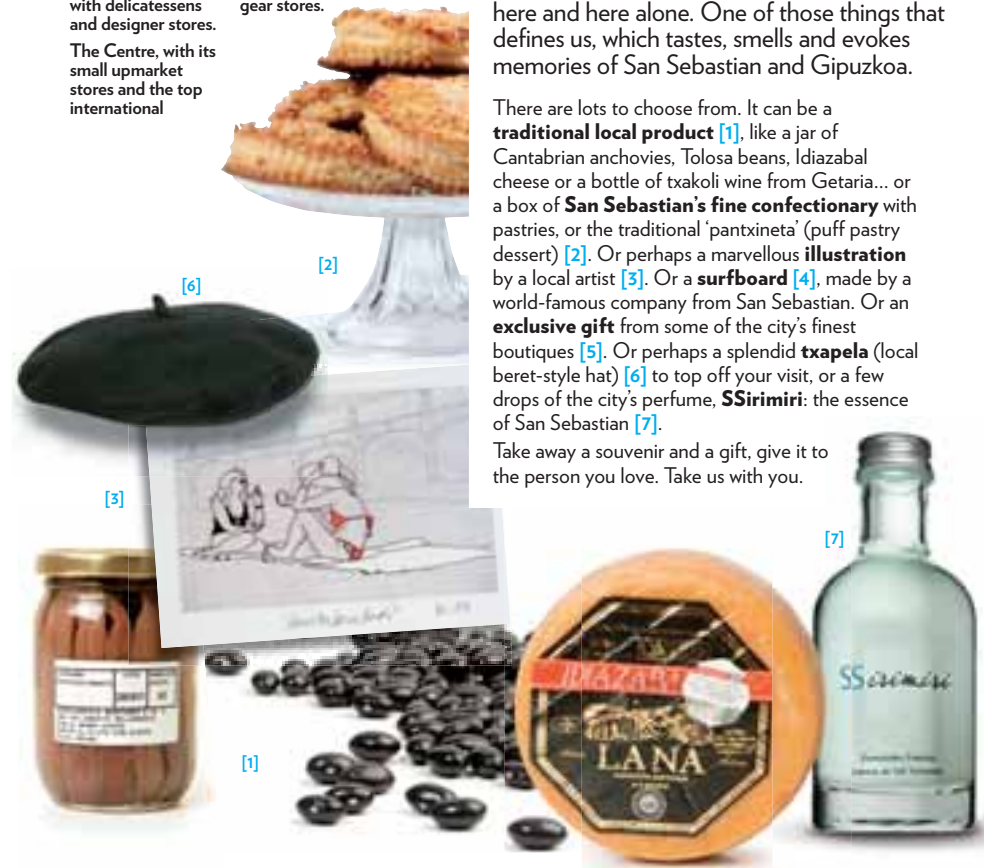 with delicatessens
and designer stores.
The Centre, with its
small upmarket
stores and the top
international
gear stores.
here and here alone. One of those things that
defines us, which tastes, smells and evokes
memories of San Sebastian and Gipuzkoa.
There are lots to choose from. It can be a
traditional local product [1], like a jar of
Cantabrian anchovies, Tolosa beans, Idiazabal
cheese or a bottle of txakoli wine from Getaria... or
a box of San Sebastian's fine confectionary with
pastries, or the traditional ‘pantxineta’ (puff pastry
dessert) [2]. Or perhaps a marvellous illustration
by a local artist [3]. Or a surfboard [4], made by a
world-famous company from San Sebastian. Or an
exclusive gift from some of the city's finest
boutiques [5]. Or perhaps a splendid txapela (local
beret-style hat) [6] to top off your visit, or a few
drops of the city's perfume, SSirimiri: the essence
of San Sebastian [7].
Take away a souvenir and a gift, give it to
the person you love. Take us with you.
[2]
[6]
[3]
[7]
[1]
LANA
SSirimiri